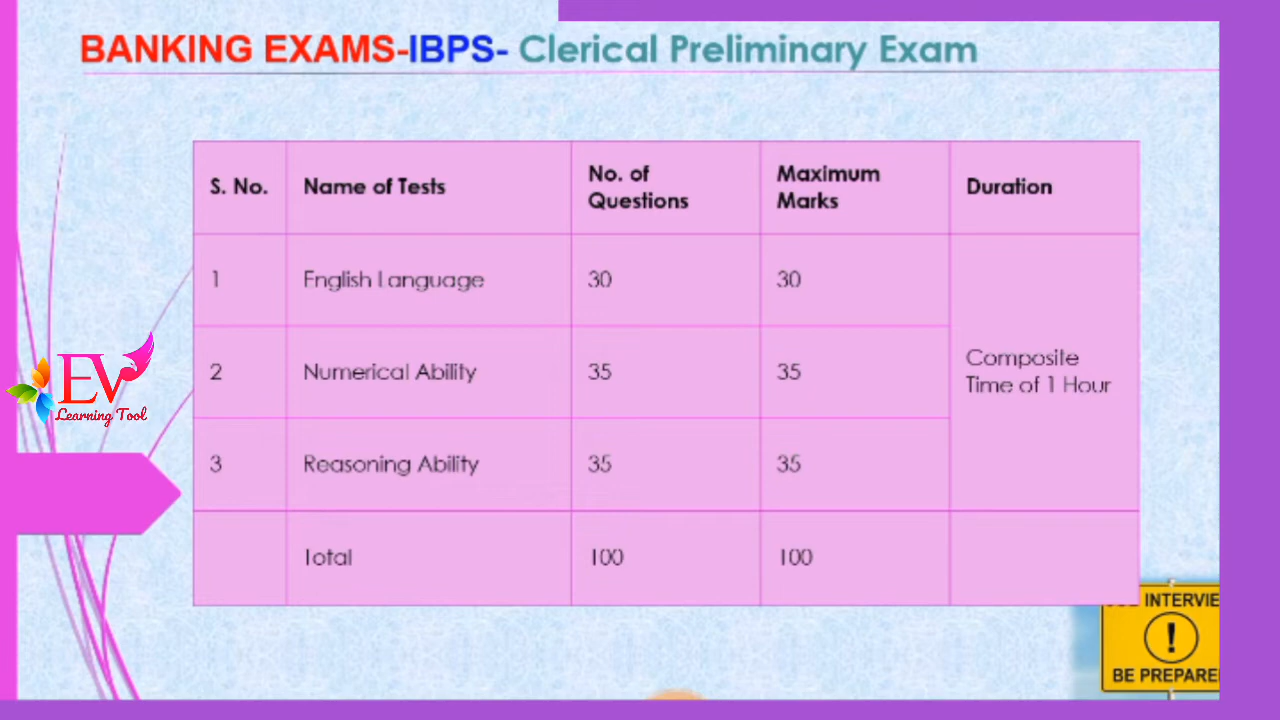 BANKING EXAMS-IBPS- Clerical Preliminary Exam
S. No. Name of Tests No. of Questions Maximum Marks Duration
1 English Language 30 30 Composite Time of 1 Hour
2 Numerical Ability 35 35
3 Reasoning Ability 35 35
Total 100 100
EV
Learning Tool
INTERVIE
!
BE PREPARE